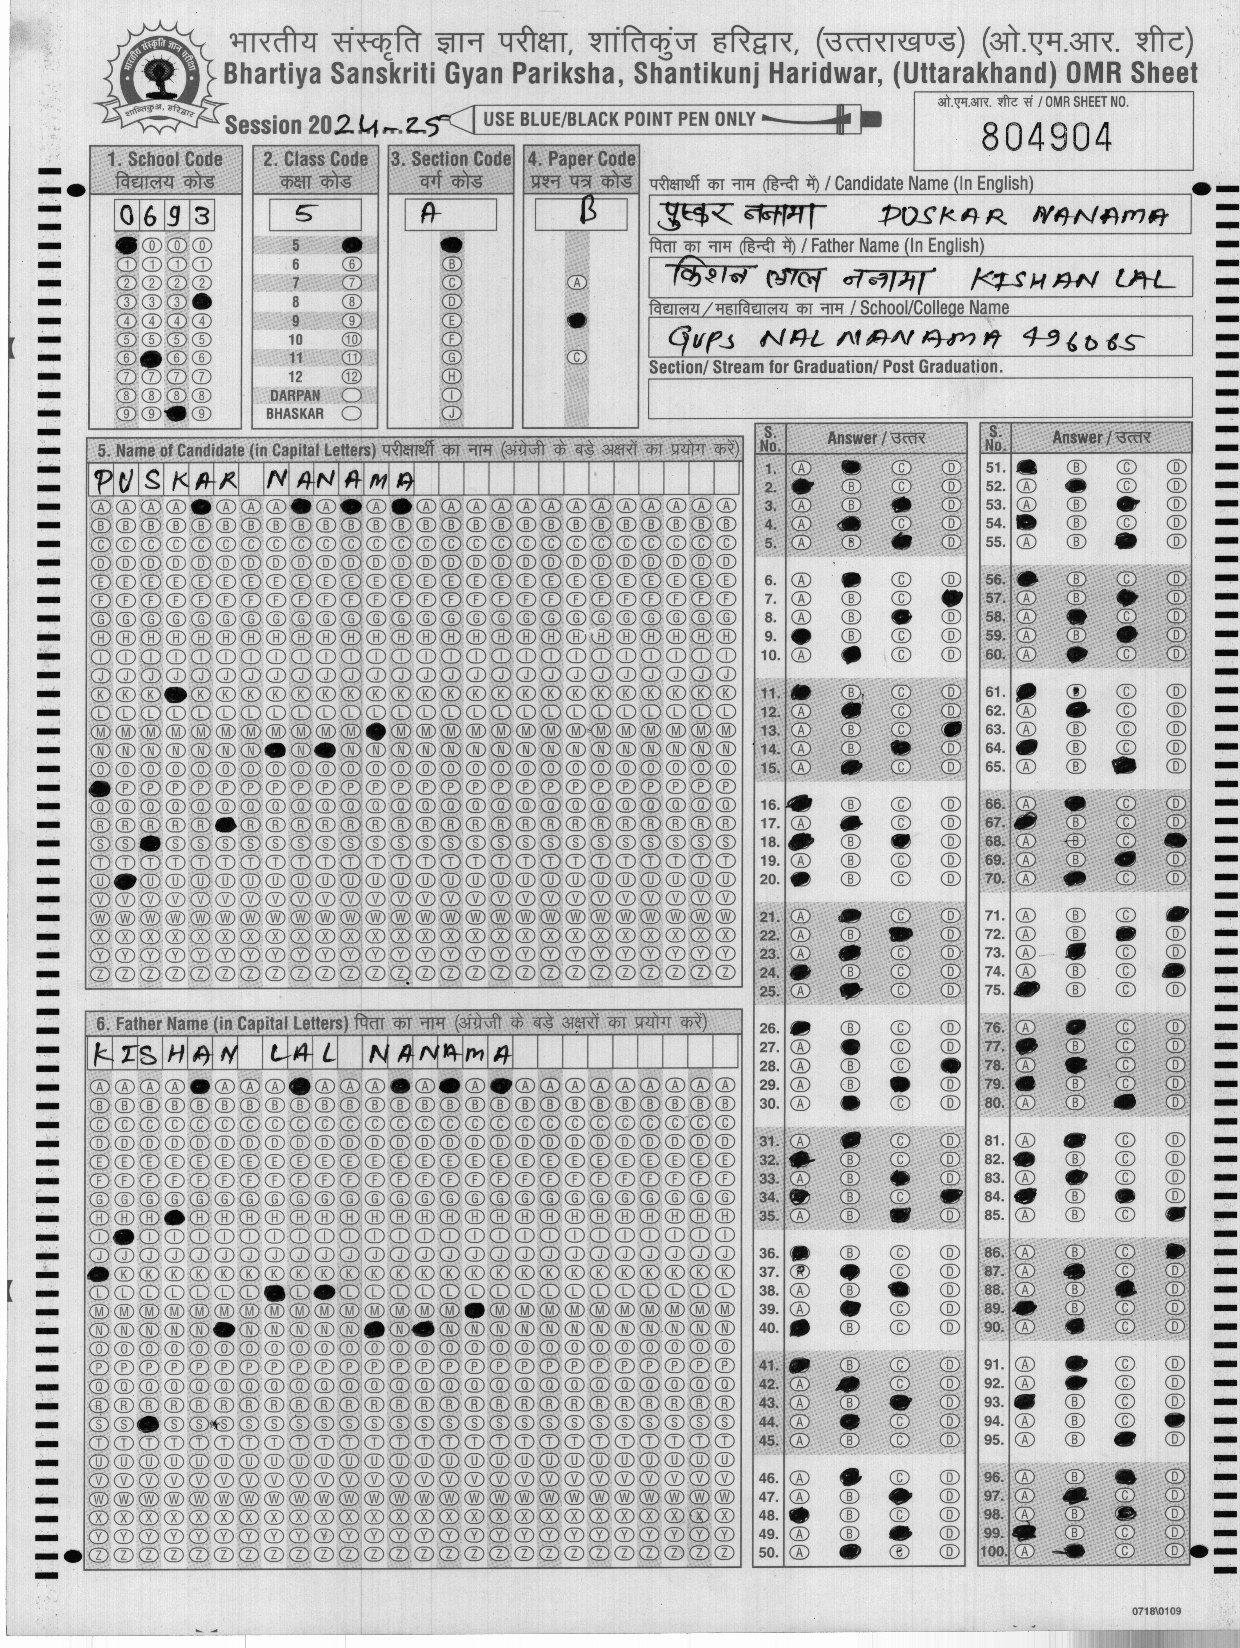 भारतीय संस्कृति ज्ञान परीक्षा, शांतिकुंज हरिद्वार, (उत्तराखण्ड) (ओ.एम.आर. शीट)
Bhartiya Sanskriti Gyan Pariksha, Shantikunj Haridwar, (Uttarakhand) OMR Sheet
Session 2024-25
USE BLUE/BLACK POINT PEN ONLY
ओ.एम.आर. शीट सं / OMR SHEET NO.
804904
1. School Code
विद्यालय कोड
0693
2. Class Code
कक्षा कोड
5
5
6
7
8
9
10
11
12
DARPAN
BHASKAR
3. Section Code
वर्ग कोड
A
4. Paper Code
प्रश्न पत्र कोड
B
परीक्षार्थी का नाम (हिन्दी में) / Candidate Name (In English)
पुष्कर ननामा PUSKAR NANAMA
पिता का नाम (हिन्दी में) / Father Name (In English)
किशन लाल ननामा KISHAN LAL
विद्यालय/महाविद्यालय का नाम / School/College Name
GUPS NAL NANAMA 496065
Section/ Stream for Graduation/ Post Graduation.
5. Name of Candidate (in Capital Letters) परीक्षार्थी का नाम (अंग्रेजी के बड़े अक्षरों का प्रयोग करें)
PUSKAR NANAMA
6. Father Name (in Capital Letters) पिता का नाम (अंग्रेजी के बड़े अक्षरों का प्रयोग करें)
KISHAN LAL NANAMA
S. No. Answer / उत्तर
S. No. Answer / उत्तर
0718\0109